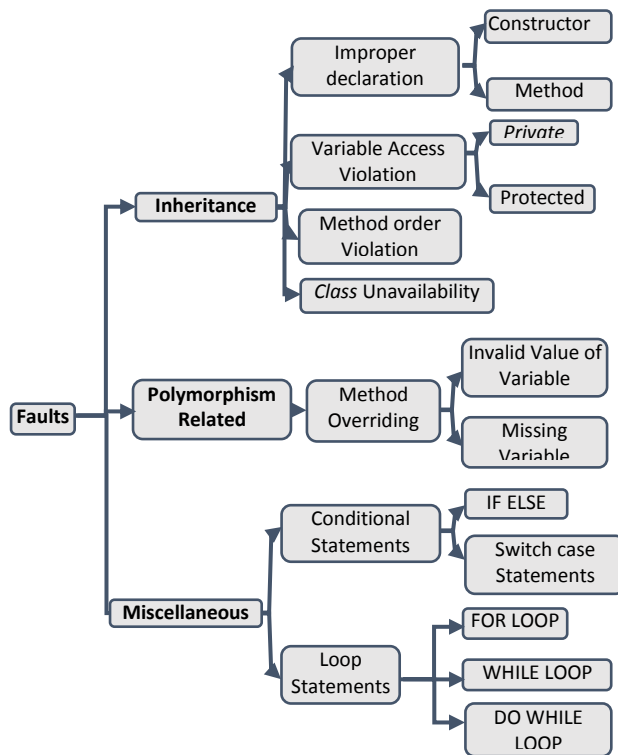 Faults
Inheritance
Improper
declaration
Constructor
Method
Variable Access
Violation
Private
Protected
Method order
Violation
Class Unavailability
Polymorphism
Related
Method
Overriding
Invalid Value of
Variable
Missing
Variable
Miscellaneous
Conditional
Statements
IF ELSE
Switch case
Statements
Loop
Statements
FOR LOOP
WHILE LOOP
DO WHILE
LOOP